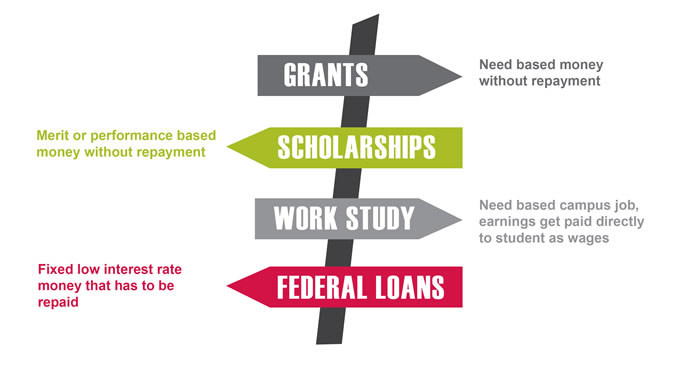 GRANTS
Need based money
without repayment
SCHOLARSHIPS
Merit or performance based
money without repayment
WORK STUDY
Need based campus job,
earnings get paid directly
to student as wages
FEDERAL LOANS
Fixed low interest rate
money that has to be
repaid